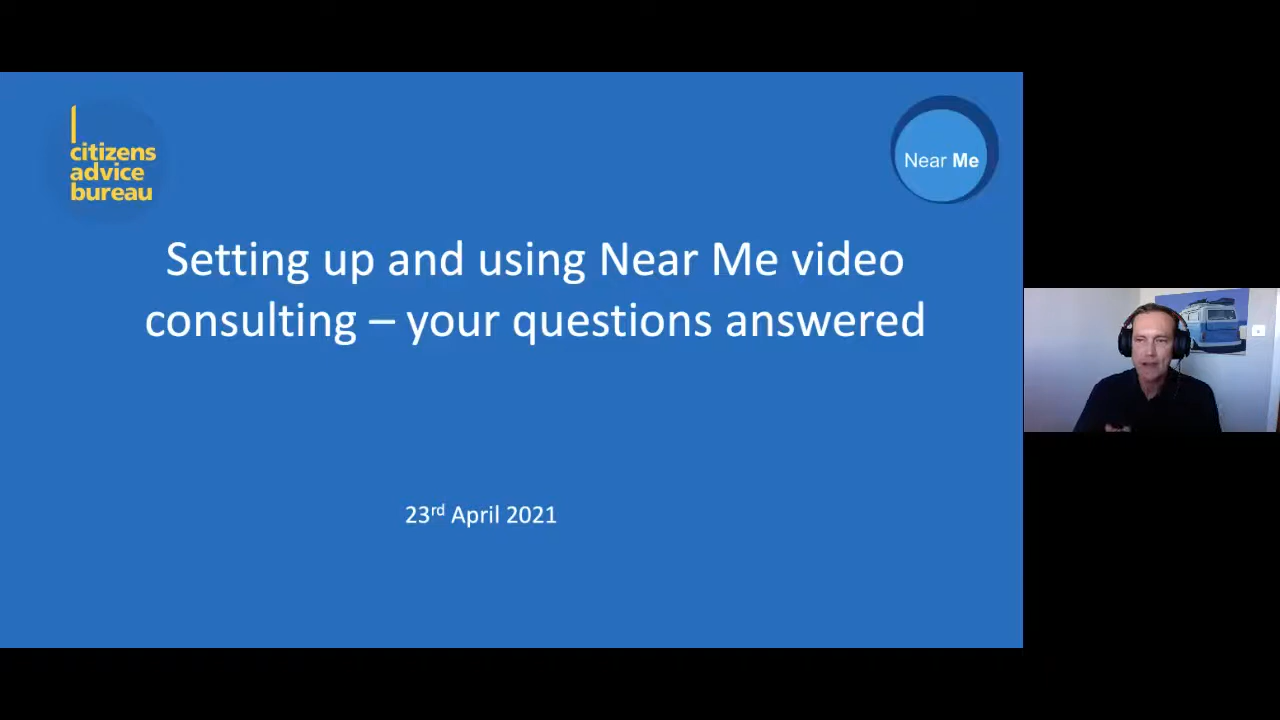 citizens
advice
bureau
Near Me
Setting up and using Near Me video
consulting – your questions answered
23rd April 2021